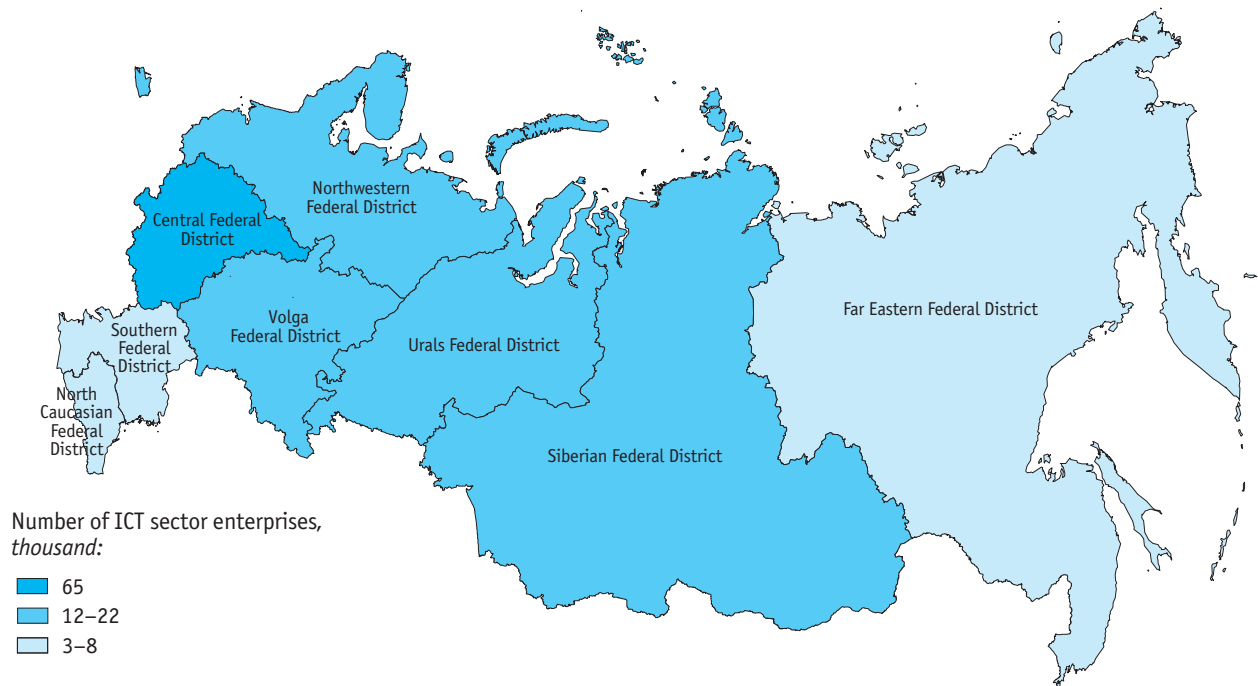 Northwestern
Federal District
Central Federal
District
Volga
Federal District
Southern
Federal
District
North
Caucasian
Federal
District
Urals Federal District
Siberian Federal District
Far Eastern Federal District
Number of ICT sector enterprises,
thousand:
65
12–22
3–8